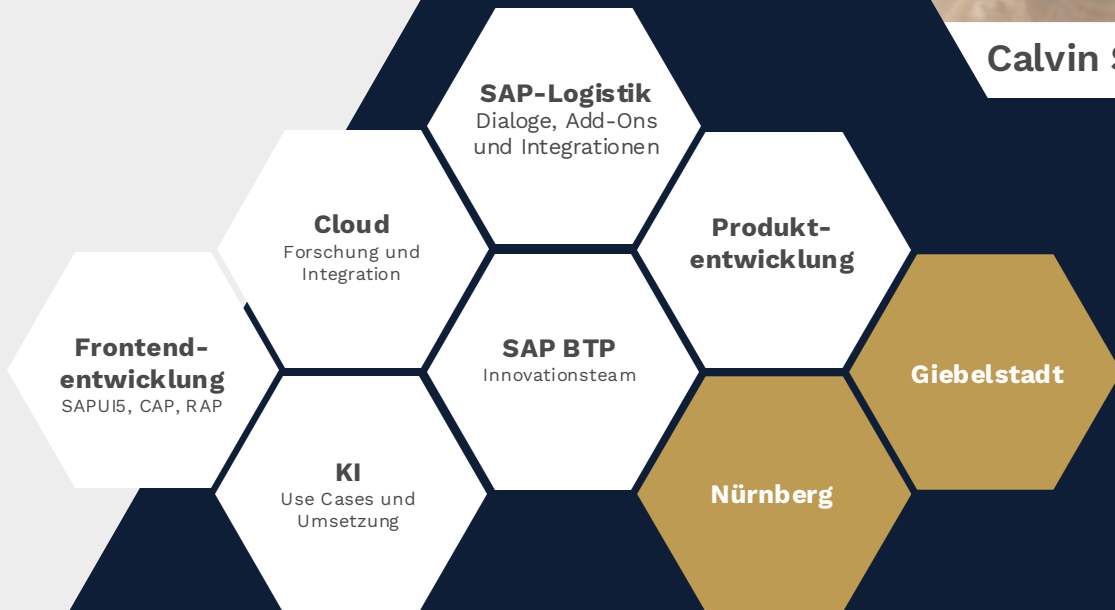 Calvin
SAP-Logistik
Dialoge, Add-Ons
und Integrationen
Cloud
Forschung und
Integration
Produkt-
entwicklung
Frontend-
entwicklung
SAPUI5, CAP, RAP
SAP BTP
Innovationsteam
Giebelstadt
KI
Use Cases und
Umsetzung
Nürnberg